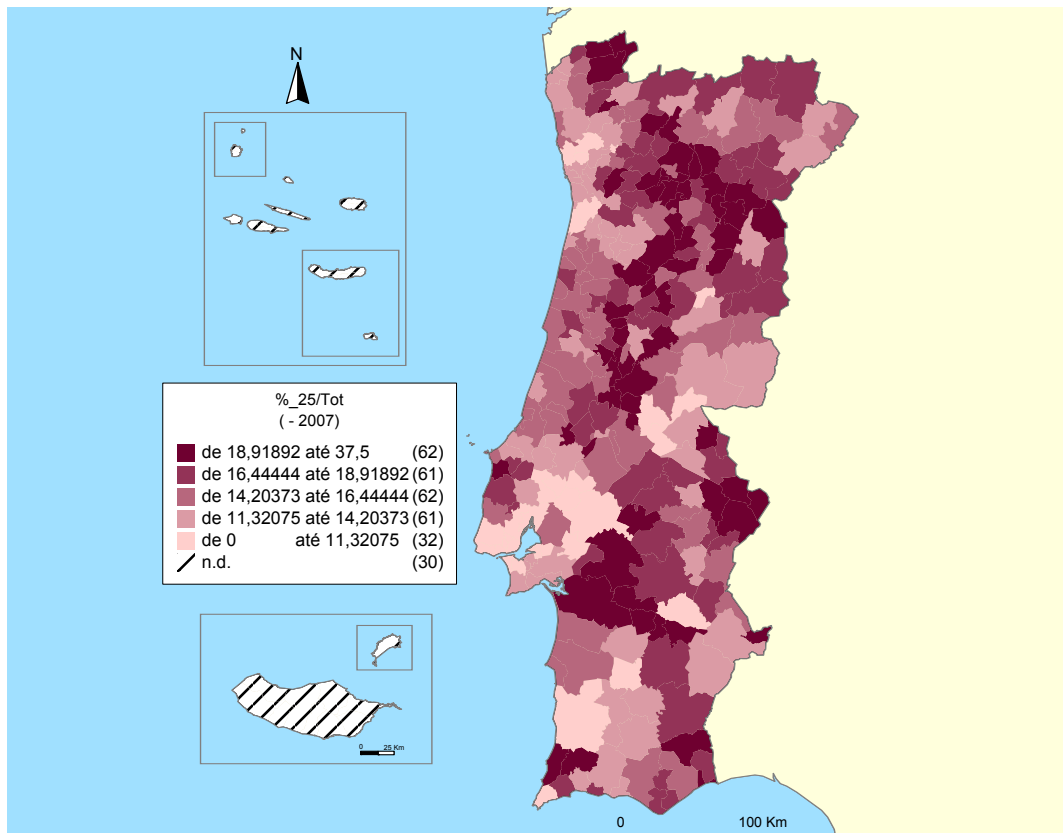 N
%_25/Tot
( - 2007)
de 18,91892 até 37,5 (62)
de 16,44444 até 18,91892 (61)
de 14,20373 até 16,44444 (62)
de 11,32075 até 14,20373 (61)
de 0 até 11,32075 (32)
n.d. (30)
0 25 Km
0 100 Km